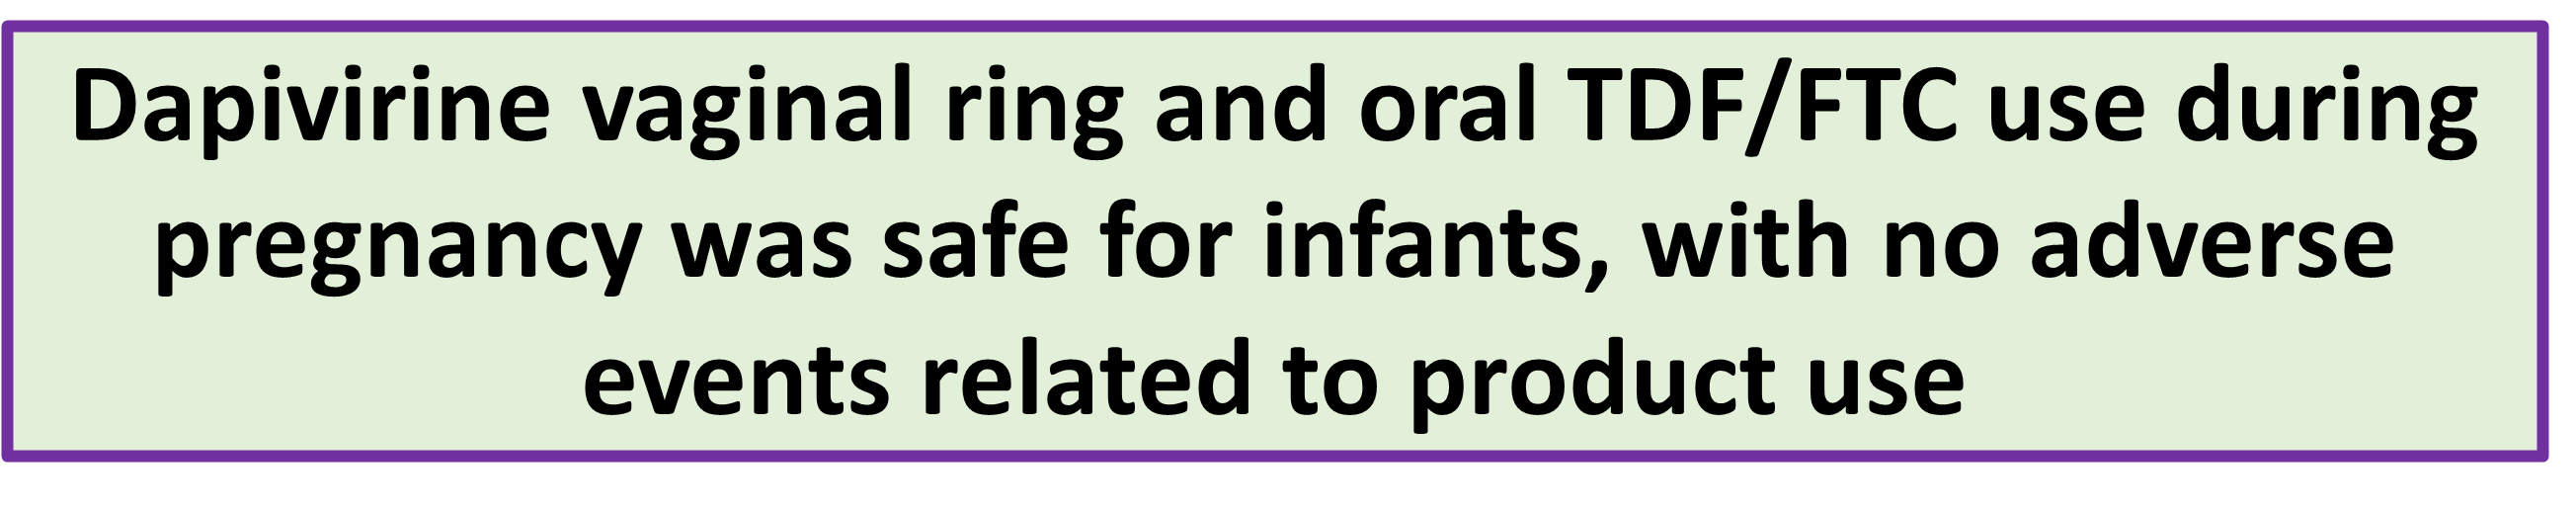 Dapivirine vaginal ring and oral TDF/FTC use during
pregnancy was safe for infants, with no adverse
events related to product use